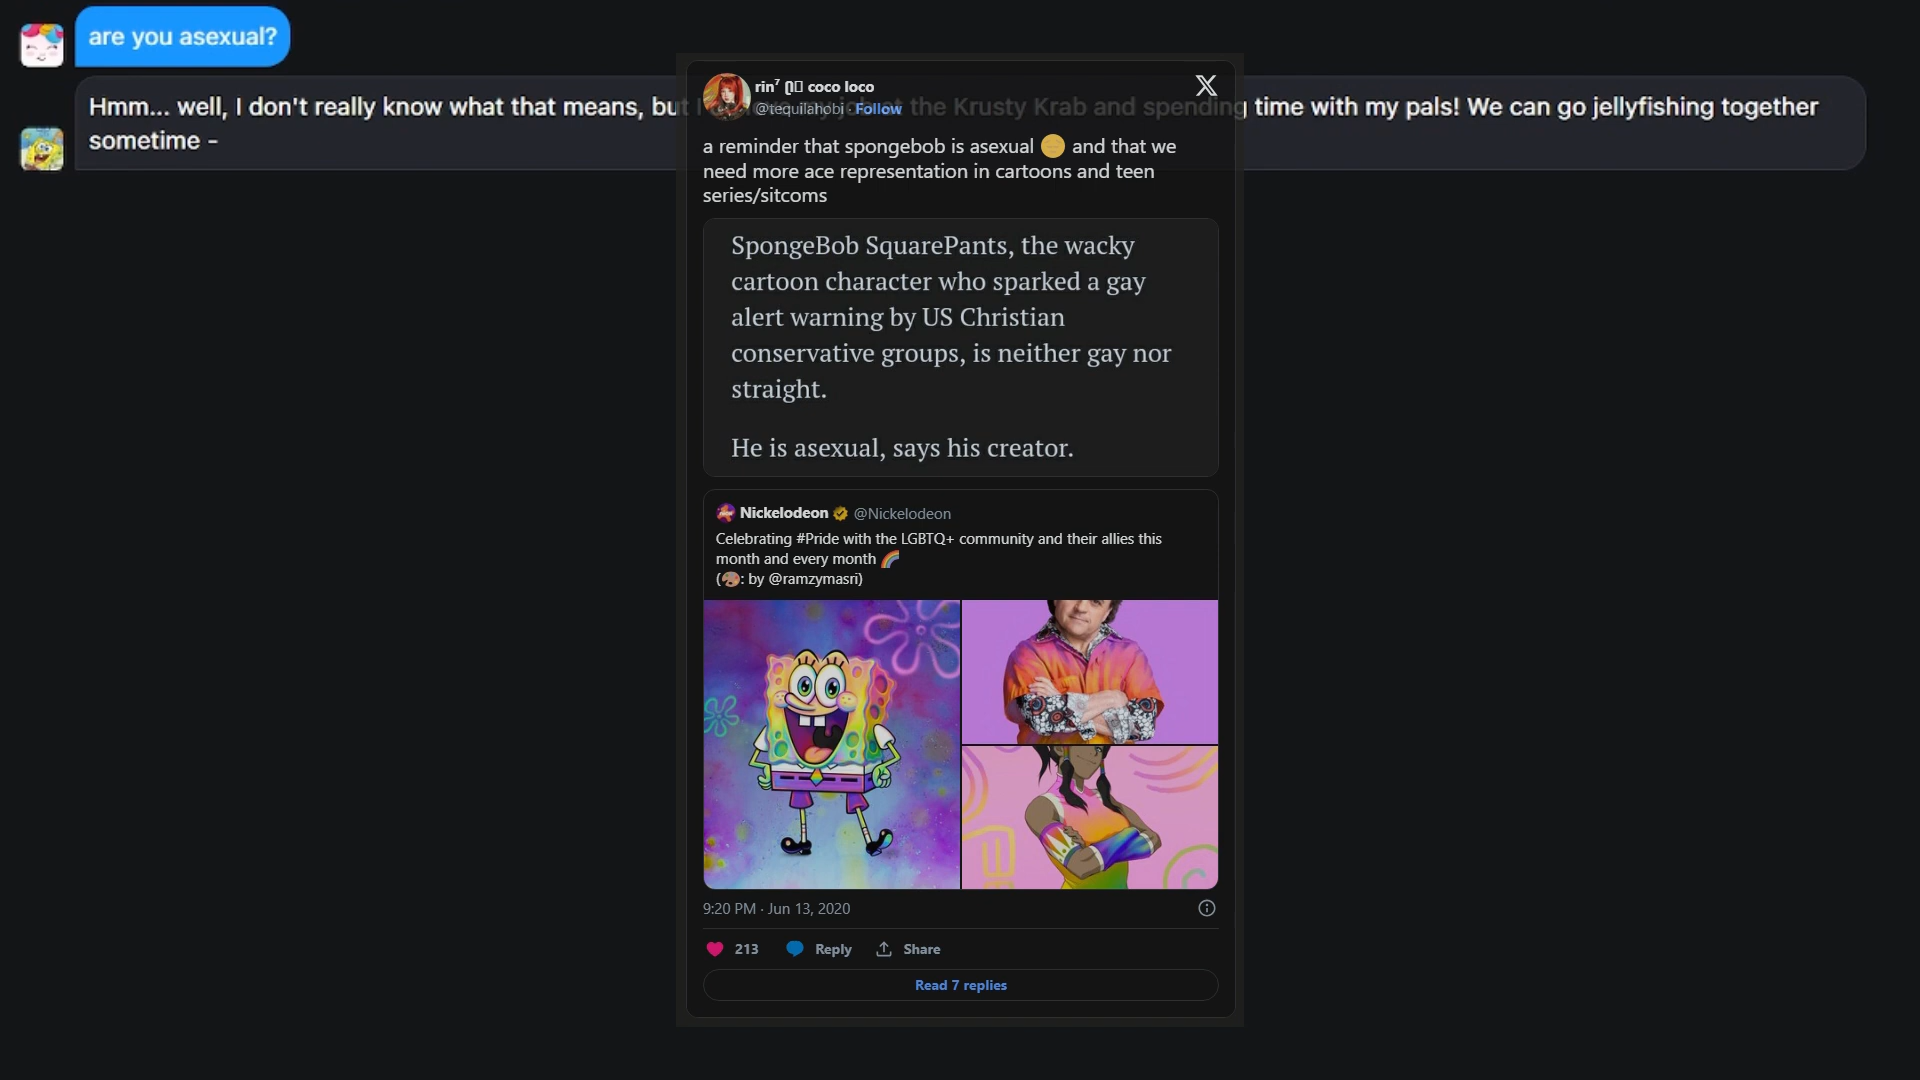 are you asexual?
Hmm... well, I don't really know what that means, but I the Krusty Krab and spending time with my pals! We can go jellyfishing together
sometime -
rin⁷ coco loco
@tequilahobi · Follow
a reminder that spongebob is asexual and that we
need more ace representation in cartoons and teen
series/sitcoms
SpongeBob SquarePants, the wacky
cartoon character who sparked a gay
alert warning by US Christian
conservative groups, is neither gay nor
straight.
He is asexual, says his creator.
Nickelodeon @Nickelodeon
Celebrating #Pride with the LGBTQ+ community and their allies this
month and every month 🌈
(🎨: by @ramzymasri)
9:20 PM · Jun 13, 2020
213 Reply Share
Read 7 replies